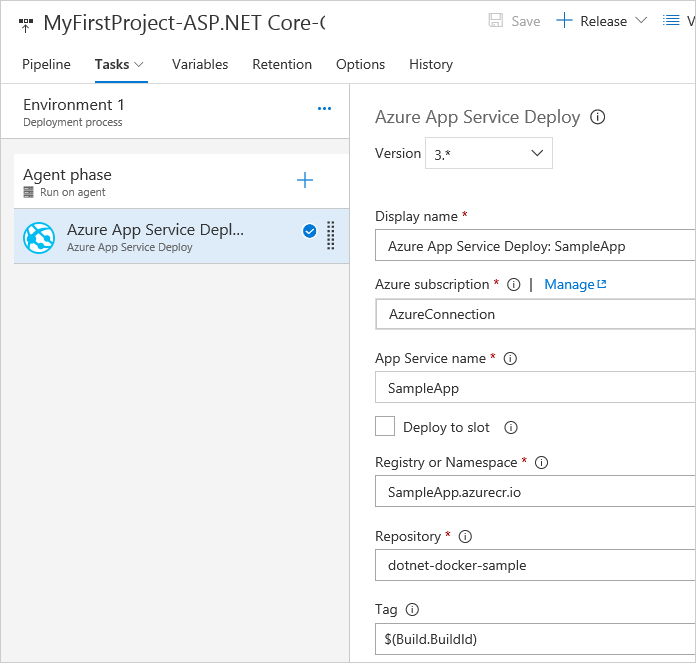 MyFirstProject-ASP.NET Core-
Save
Release
Pipeline
Tasks
Variables
Retention
Options
History
Environment 1
...
Deployment process
Agent phase
Run on agent
Azure App Service Depl...
Azure App Service Deploy
Azure App Service Deploy
Version 3.*
Display name *
Azure App Service Deploy: SampleApp
Azure subscription * | Manage
AzureConnection
App Service name *
SampleApp
Deploy to slot
Registry or Namespace *
SampleApp.azurecr.io
Repository *
dotnet-docker-sample
Tag
$(Build.BuildId)